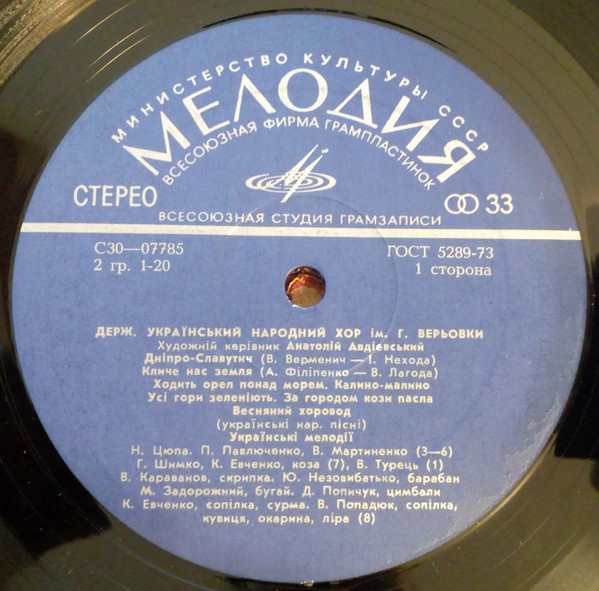 МИНИСТЕРСТВО КУЛЬТУРЫ СССР
МЕЛОДИЯ
ВСЕСОЮЗНАЯ ФИРМА ГРАМПЛАСТИНОК
СТЕРЕО
33
ВСЕСОЮЗНАЯ СТУДИЯ ГРАМЗАПИСИ
С30—07785
ГОСТ 5289-73
2 гр. 1-20
1 сторона
ДЕРЖ. УКРАЇНСЬКИЙ НАРОДНИЙ ХОР ім. Г. ВЕРЬОВКИ
Художній керівник Анатолій Авдієвський
Дніпро-Славутич (В. Верменич — І. Нехода)
Кличе нас земля (А. Філіпенко — В. Лагода)
Ходить орел понад морем. Калино-малино
Усі гори зеленіють. За городом кози пасла
Весняний хоровод
(українські нар. пісні)
Українські мелодії
Н. Цюпа. П. Павлюченко, В. Мартиненко (3—6)
Г. Шимко, К. Евченко, коза (7), В. Турець (1)
В. Караванов, скрипка. Ю. Незовибатько, барабан
М. Задорожний, бугай. Д. Попичук, цимбали
К. Евченко, сопілка, сурма. В. Попадюк, сопілка,
кувиця, окарина, ліра (8)